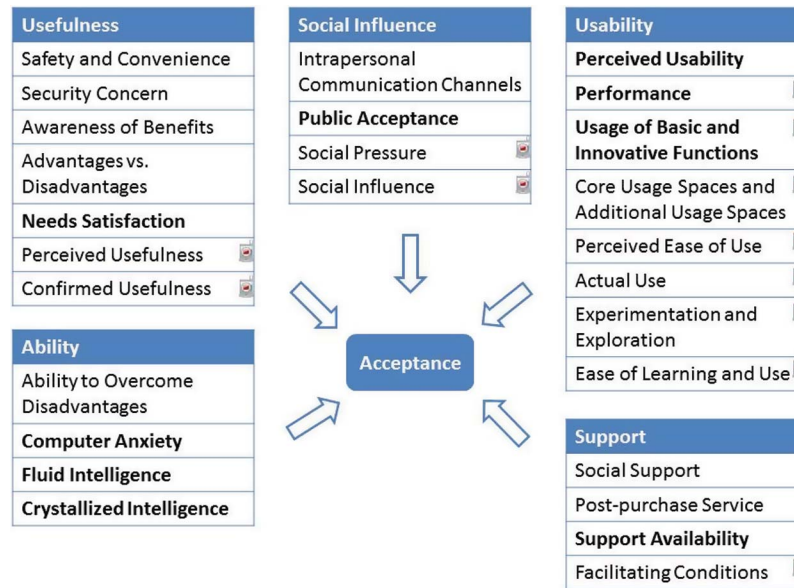 Usefulness
Safety and Convenience
Security Concern
Awareness of Benefits
Advantages vs.
Disadvantages
Needs Satisfaction
Perceived Usefulness
Confirmed Usefulness
Ability
Ability to Overcome
Disadvantages
Computer Anxiety
Fluid Intelligence
Crystallized Intelligence
Social Influence
Intrapersonal
Communication Channels
Public Acceptance
Social Pressure
Social Influence
Acceptance
Usability
Perceived Usability
Performance
Usage of Basic and
Innovative Functions
Core Usage Spaces and
Additional Usage Spaces
Perceived Ease of Use
Actual Use
Experimentation and
Exploration
Ease of Learning and Use
Support
Social Support
Post-purchase Service
Support Availability
Facilitating Conditions